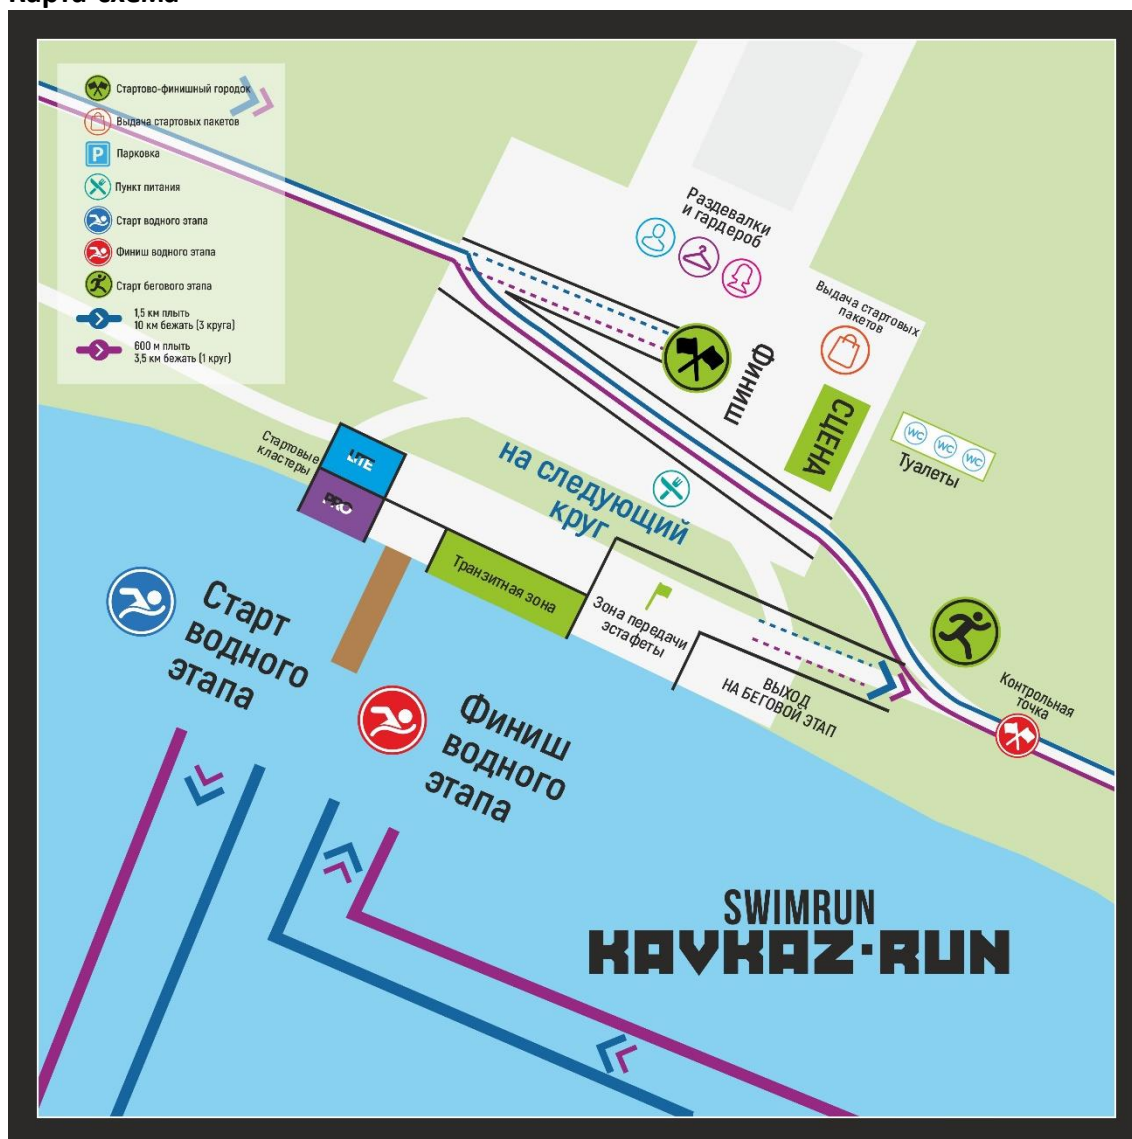 Карта-схема
Стартово-финишный городок
Выдача стартовых пакетов
P
Парковка
Пункт питания
Старт водного этапа
Финиш водного этапа
Старт бегового этапа
1,5 км плыть
10 км бежать (3 круга)
600 м плыть
3,5 км бежать (1 круг)
Раздевалки
и гардероб
Выдача стартовых
пакетов
Финиш
СЦЕНА
WC
WC
WC
Туалеты
Стартовые
кластеры
LITE
PRO
на следующий
круг
Транзитная зона
Зона передачи
эстафеты
ВЫХОД
НА БЕГОВОЙ ЭТАП
Контрольная
точка
Старт
водного
этапа
Финиш
водного
этапа
SWIMRUN
KAVKAZ·RUN